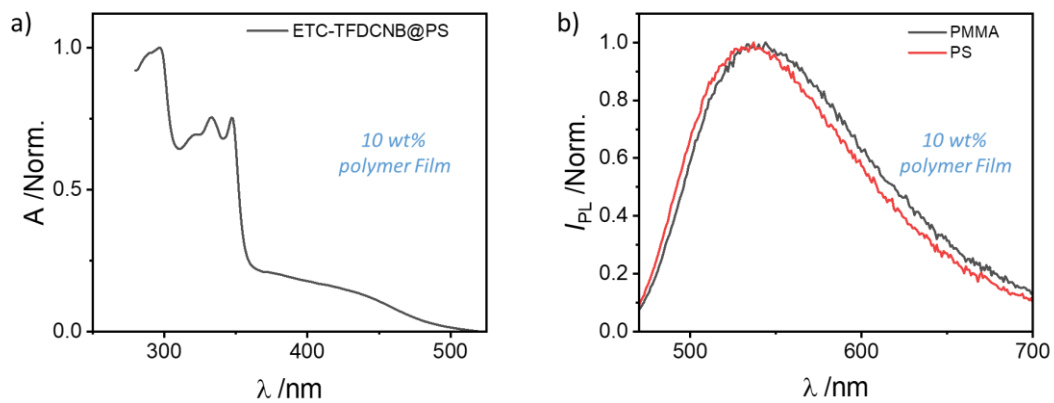 a)
ETC-TFDCNB@PS
10 wt%
polymer Film
A /Norm.
1.0
0.5
0.0
300
400
500
λ /nm
b)
PMMA
PS
10 wt%
polymer Film
I_PL /Norm.
1.0
0.8
0.6
0.4
0.2
0.0
500
600
700
λ /nm